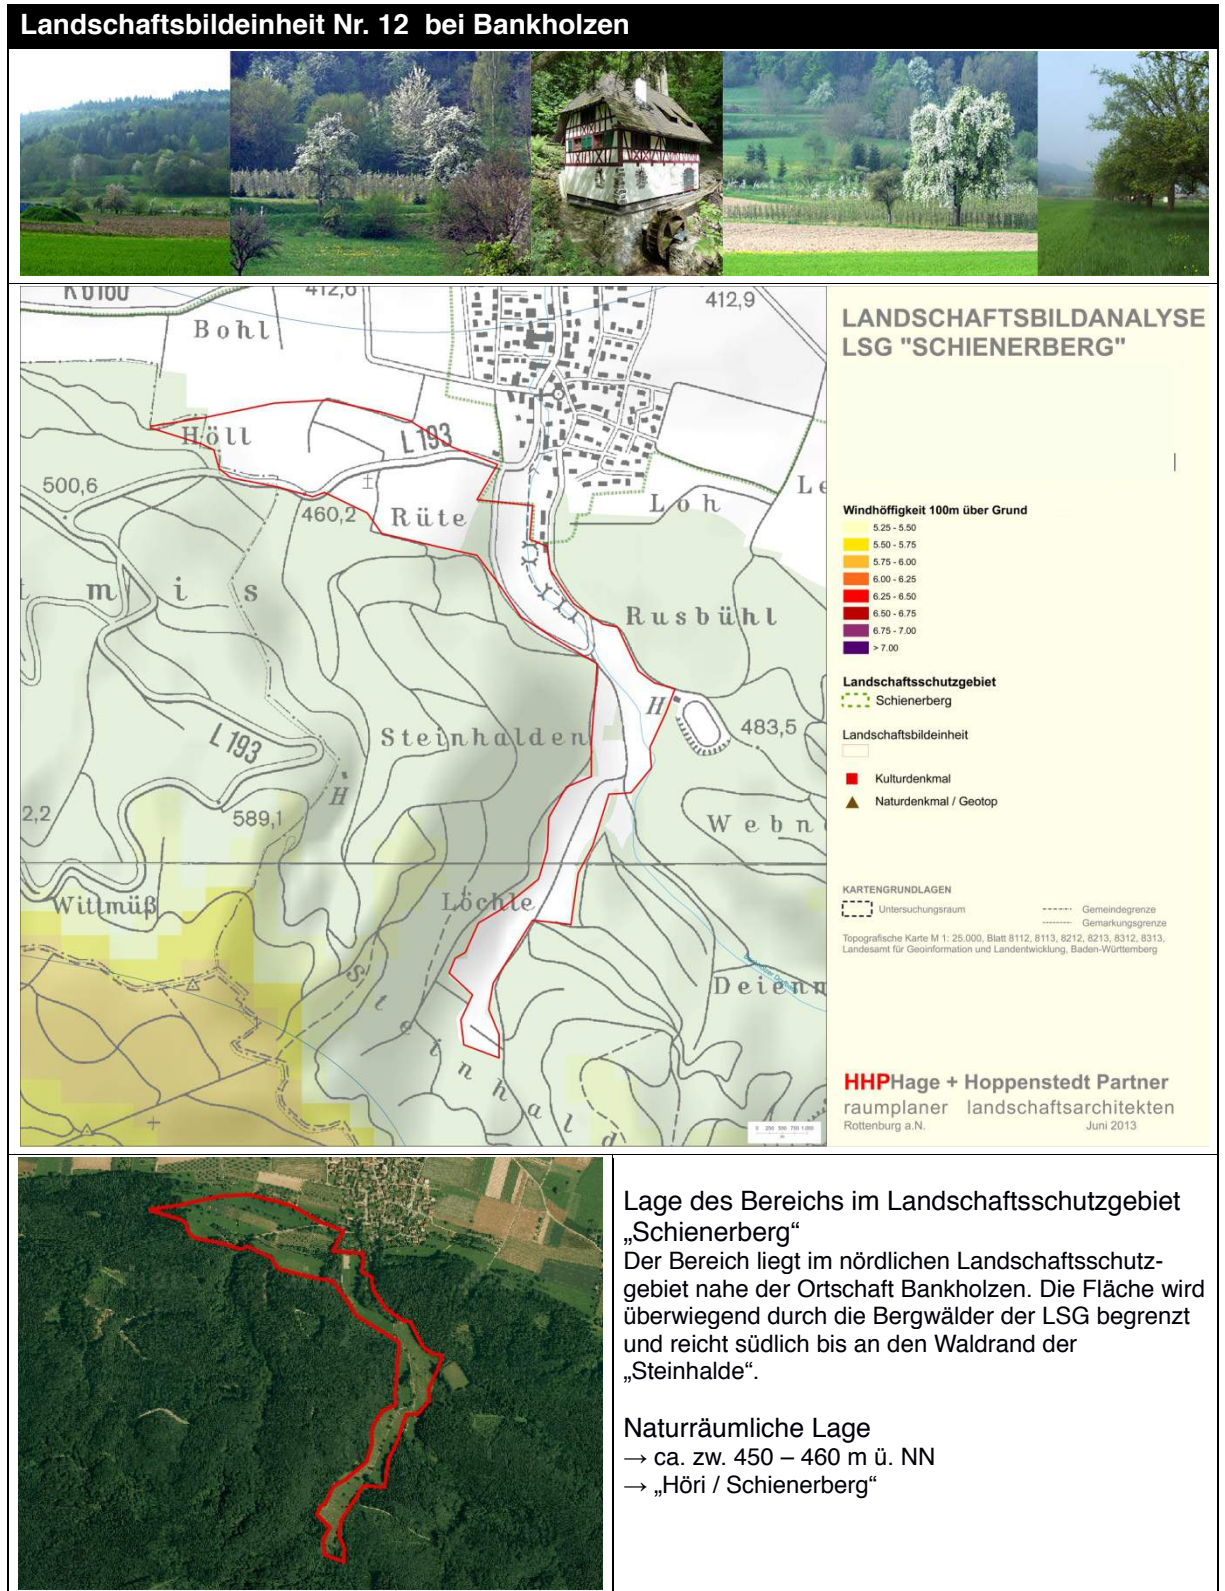 Landschaftsbildeinheit Nr. 12 bei Bankholzen
412,9
Bohl
Höll
L 193
500,6
460,2
Rüte
Loh
t m i s
Rusbühl
H
L 193
Steinhalden
483,5
H
2,2
589,1
Webn
Wittmüß
Löchle
Deienm
Steinhald
LANDSCHAFTSBILDANALYSE
LSG "SCHIENERBERG"
Windhöffigkeit 100m über Grund
5.25 - 5.50
5.50 - 5.75
5.75 - 6.00
6.00 - 6.25
6.25 - 6.50
6.50 - 6.75
6.75 - 7.00
> 7.00
Landschaftsschutzgebiet
Schienerberg
Landschaftsbildeinheit
Kulturdenkmal
Naturdenkmal / Geotop
KARTENGRUNDLAGEN
Untersuchungsraum
Gemeindegrenze
Gemarkungsgrenze
Topografische Karte M 1: 25.000, Blatt 8112, 8113, 8212, 8213, 8312, 8313,
Landesamt für Geoinformation und Landentwicklung, Baden-Württemberg
HHPHage + Hoppenstedt Partner
raumplaner landschaftsarchitekten
Rottenburg a.N. Juni 2013
Lage des Bereichs im Landschaftsschutzgebiet
„Schienerberg“
Der Bereich liegt im nördlichen Landschaftsschutz-
gebiet nahe der Ortschaft Bankholzen. Die Fläche wird
überwiegend durch die Bergwälder der LSG begrenzt
und reicht südlich bis an den Waldrand der
„Steinhalde“.
Naturräumliche Lage
→ ca. zw. 450 – 460 m ü. NN
→ „Höri / Schienerberg“